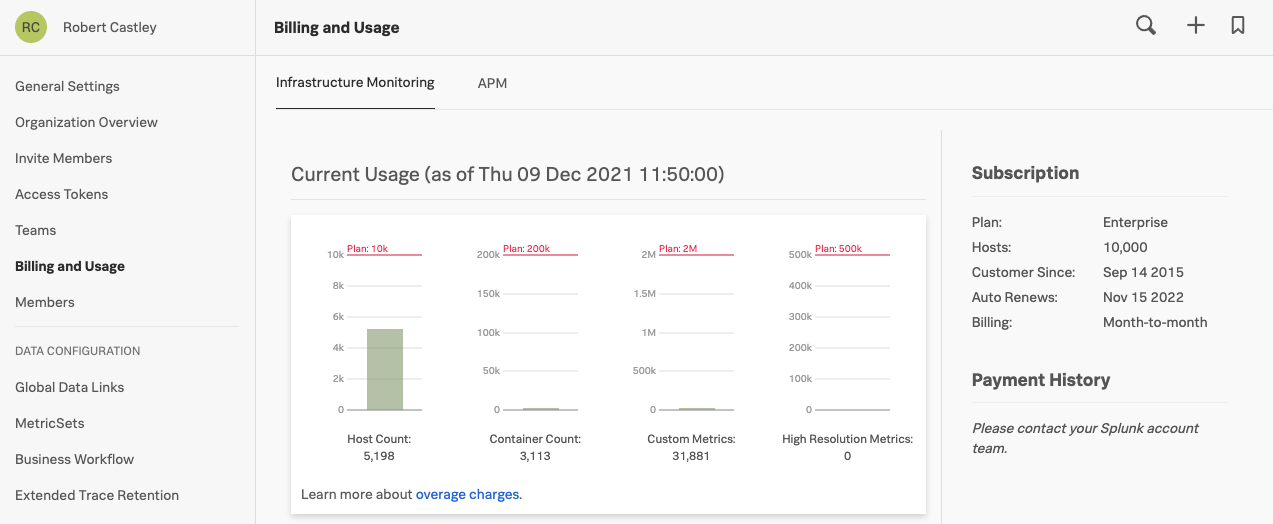 RC Robert Castley
General Settings
Organization Overview
Invite Members
Access Tokens
Teams
Billing and Usage
Members
DATA CONFIGURATION
Global Data Links
MetricSets
Business Workflow
Extended Trace Retention
Billing and Usage
Infrastructure Monitoring APM
Current Usage (as of Thu 09 Dec 2021 11:50:00)
Plan: 10k
10k
8k
6k
4k
2k
0
Host Count:
5,198
Plan: 200k
200k
150k
100k
50k
0
Container Count:
3,113
Plan: 2M
2M
1.5M
1M
500k
0
Custom Metrics:
31,881
Plan: 500k
500k
400k
300k
200k
100k
0
High Resolution Metrics:
0
Learn more about overage charges.
Subscription
Plan: Enterprise
Hosts: 10,000
Customer Since: Sep 14 2015
Auto Renews: Nov 15 2022
Billing: Month-to-month
Payment History
Please contact your Splunk account
team.